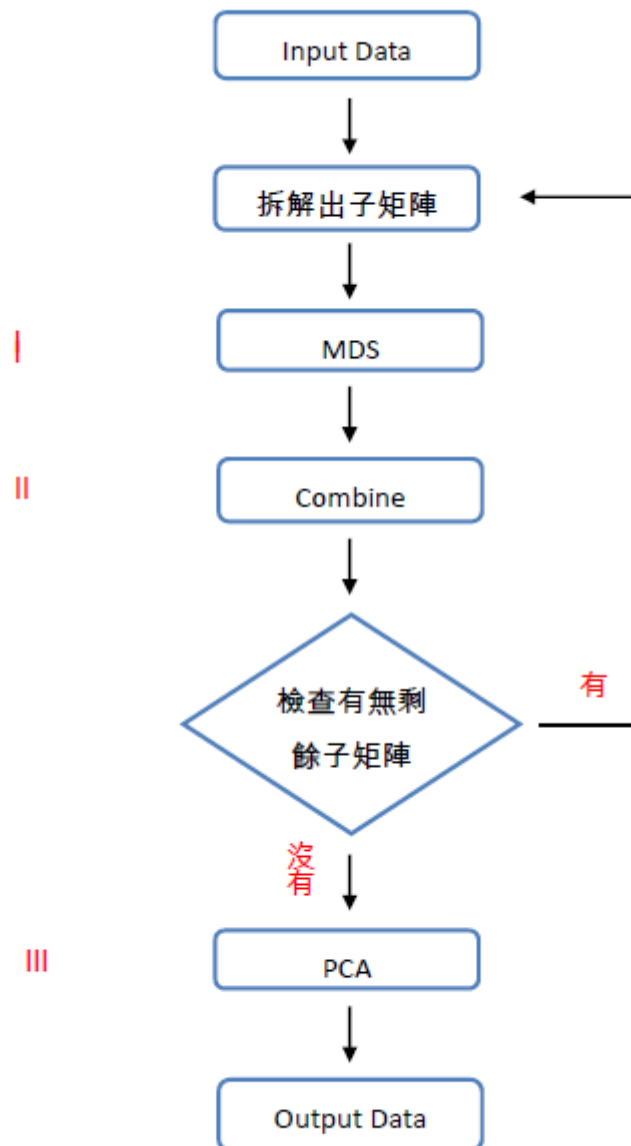 Input Data
拆解出子矩陣
I
MDS
II
Combine
檢查有無剩
餘子矩陣
有
沒
有
III
PCA
Output Data